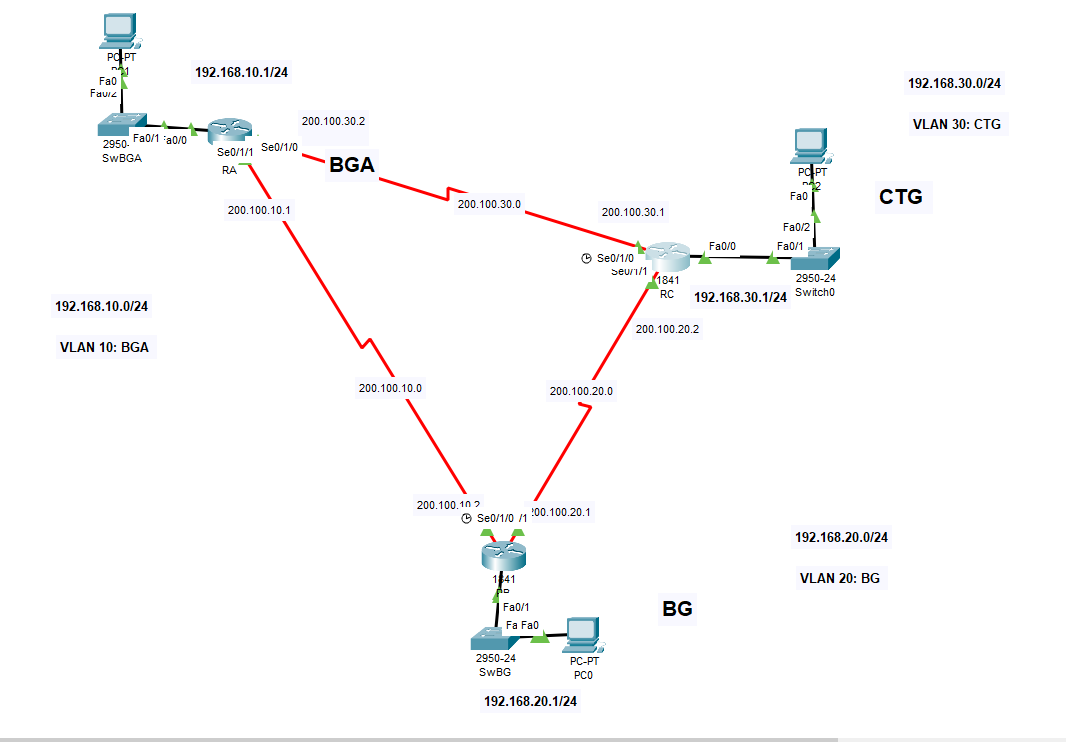 PC-PT
Fa0
Fa0/2
192.168.10.1/24
Fa0/1
2950-
SwBGA
Se0/1/1
RA
Se0/1/0
200.100.30.2
BGA
200.100.10.1
200.100.30.0
200.100.30.1
192.168.30.0/24
VLAN 30: CTG
PC-PT
Fa0
CTG
Fa0/2
Fa0/0
Fa0/1
Se0/1/0
Se0/1/1
1841
RC
2950-24
Switch0
192.168.30.1/24
200.100.20.2
192.168.10.0/24
VLAN 10: BGA
200.100.10.0
200.100.20.0
200.100.10.2
Se0/1/0
/1
200.100.20.1
192.168.20.0/24
VLAN 20: BG
1841
Fa0/1
Fa Fa0
BG
2950-24
SwBG
PC-PT
PC0
192.168.20.1/24